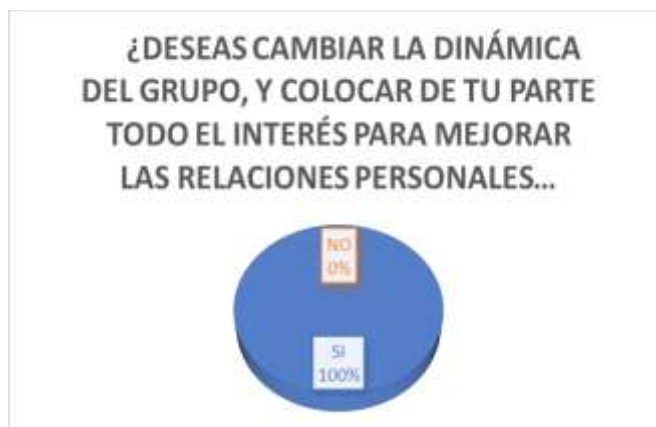 ¿DESEAS CAMBIAR LA DINÁMICA
DEL GRUPO, Y COLOCAR DE TU PARTE
TODO EL INTERÉS PARA MEJORAR
LAS RELACIONES PERSONALES...
NO
0%
SI
100%